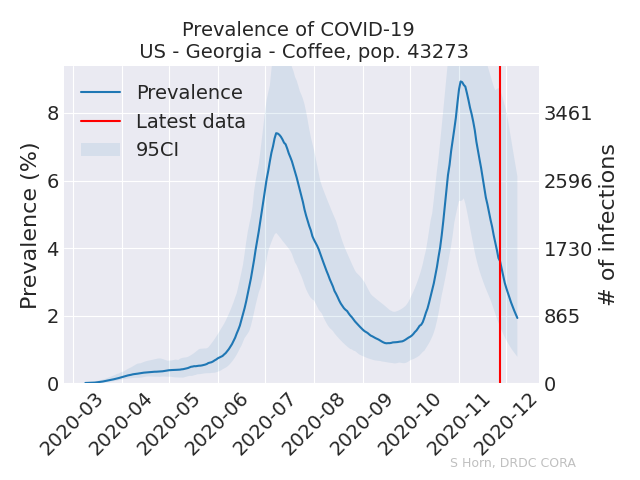 Prevalence of COVID-19
US - Georgia - Coffee, pop. 43273
Prevalence
Latest data
95CI
Prevalence (%)
8
6
4
2
0
3461
2596
1730
865
0
# of infections
2020-03
2020-04
2020-05
2020-06
2020-07
2020-08
2020-09
2020-10
2020-11
2020-12
S Horn, DRDC CORA